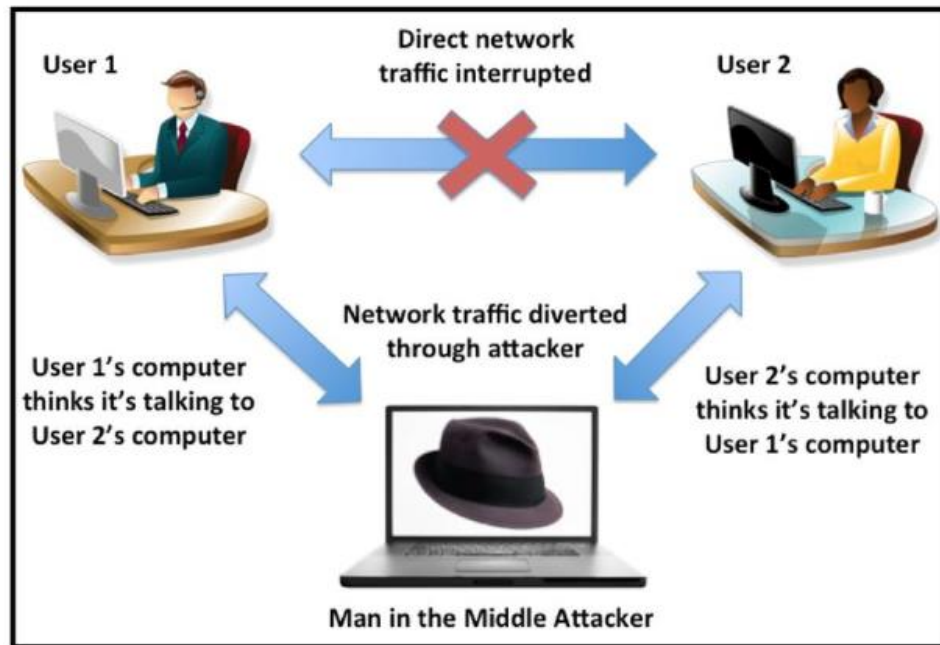 Direct network
traffic interrupted
User 1
User 2
Network traffic diverted
through attacker
User 1’s computer
thinks it’s talking to
User 2’s computer
User 2’s computer
thinks it’s talking to
User 1’s computer
Man in the Middle Attacker